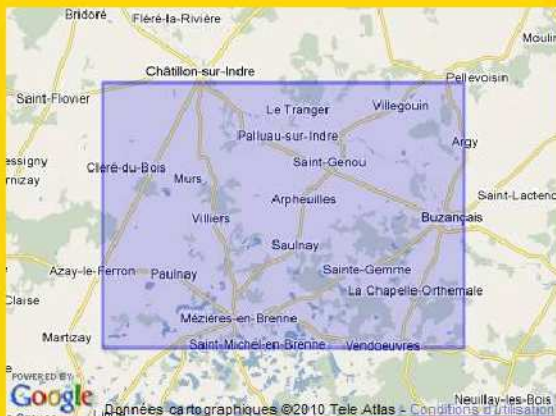 Bridoré
Fléré-la-Rivière
Moulin
Châtillon-sur-Indre
Pellevoisin
Saint-Flovier
Le Tranger
Villegouin
Palluau-sur-Indre
Argy
essigny
Cléré-du-Bois
Saint-Genou
rnizay
Murs
Arpheuilles
Saint-Lactenc
Villiers
Buzançais
Saulnay
Azay-le-Ferron
Paulnay
Sainte-Gemme
Claise
La Chapelle-Orthemale
Mézières-en-Brenne
Martizay
Saint-Michel-en-Brenne
Vendoeuvres
POWERED BY
Google
Neuillay-les-Bois
Données cartographiques ©2010 Tele Atlas - Conditions d'utilisation